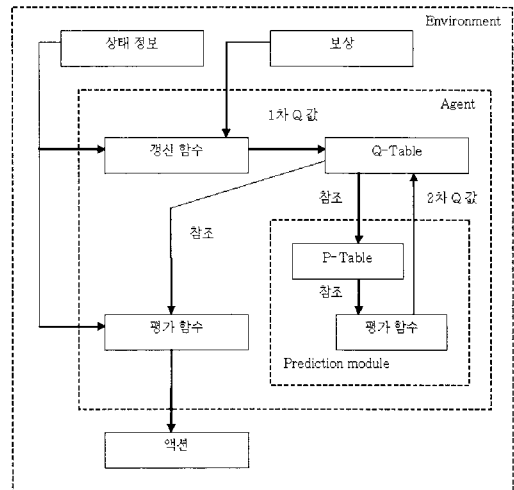 Environment
상태 정보
보상
Agent
1차 Q 값
갱신 함수
Q-Table
참조
2차 Q 값
참조
P-Table
참조
평가 함수
평가 함수
Prediction module
액션